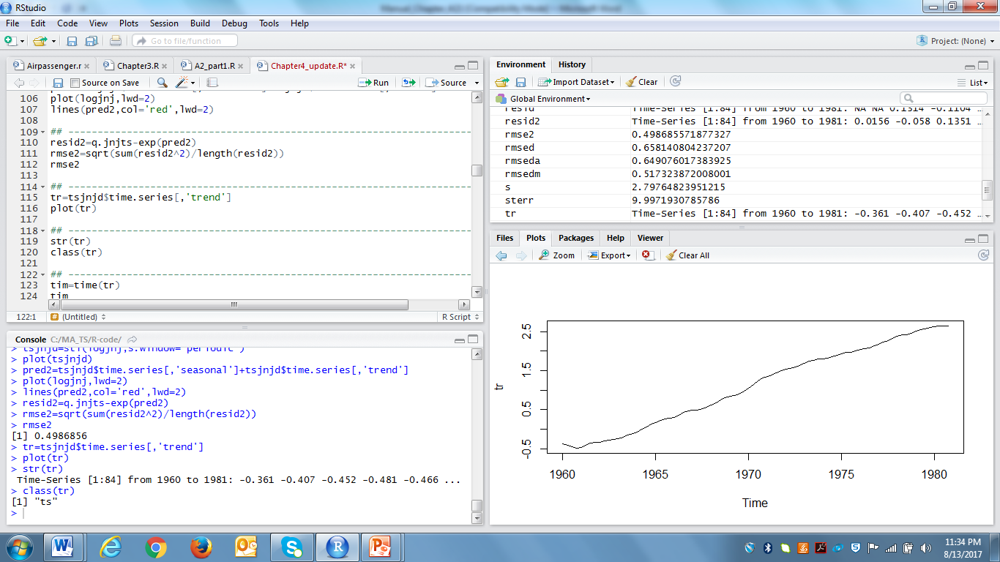 RStudio
File Edit Code View Plots Session Build Debug Tools Help
Go to file/function
Project: (None)
Airpassenger.r Chapter3.R A2_part1.R Chapter4_update.R*
Source on Save Run Source
106 plot(logjnj,lwd=2)
107 lines(pred2,col='red',lwd=2)
108
109 ## ------------------------------------------------------------------------
110 resid2=q.jnjts-exp(pred2)
111 rmse2=sqrt(sum(resid2^2)/length(resid2))
112 rmse2
113
114 ## ------------------------------------------------------------------------
115 tr=tsjnjd$time.series[,'trend']
116 plot(tr)
117
118 ## ------------------------------------------------------------------------
119 str(tr)
120 class(tr)
121
122 ## ------------------------------------------------------------------------
123 tim=time(tr)
124 tim
122:1 # (Untitled) R Script
Console C:/MA_TS/R-code/
> tsjnjd=stl(logjnj,s.window="periodic")
> plot(tsjnjd)
> pred2=tsjnjd$time.series[,'seasonal']+tsjnjd$time.series[,'trend']
> plot(logjnj,lwd=2)
> lines(pred2,col='red',lwd=2)
> resid2=q.jnjts-exp(pred2)
> rmse2=sqrt(sum(resid2^2)/length(resid2))
> rmse2
[1] 0.4986856
> tr=tsjnjd$time.series[,'trend']
> plot(tr)
> str(tr)
Time-Series [1:84] from 1960 to 1981: -0.361 -0.407 -0.452 -0.481 -0.466 ...
> class(tr)
[1] "ts"
>
Environment History
Import Dataset Clear List
Global Environment
resid Time-Series [1:84] from 1960 to 1981: NA NA 0.1314 -0.1104 ...
resid2 Time-Series [1:84] from 1960 to 1981: 0.0156 -0.058 0.1351 ...
rmse2 0.498685571877327
rmsed 0.658140804237207
rmseda 0.649076017383925
rmsedm 0.517323872008001
s 2.79764823951215
sterr 9.9971930785786
tr Time-Series [1:84] from 1960 to 1981: -0.361 -0.407 -0.452 ...
Files Plots Packages Help Viewer
Zoom Export Clear All
2.5
1.5
0.5
-0.5
tr
1960 1965 1970 1975 1980
Time
11:34 PM
8/13/2017